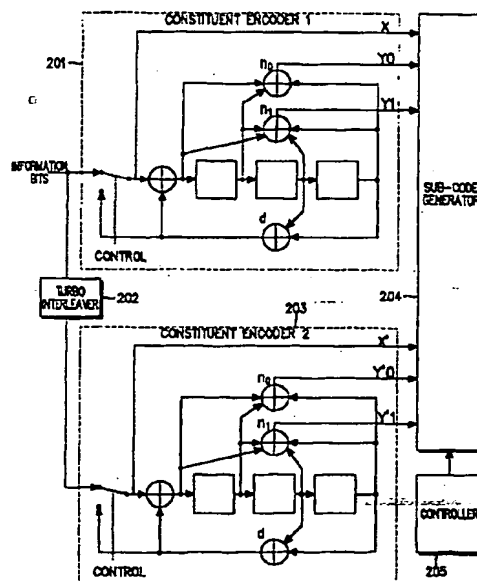 CONSTITUENT ENCODER 1
X
201
n0
Y0
n1
Y1
INFORMATION
BITS
SUB-CODE
GENERATOR
d
CONTROL
TURBO
INTERLEAVER
202
203
204
CONSTITUENT ENCODER 2
X'
n0
Y'0
n1
Y'1
d
CONTROLLER
CONTROL
205